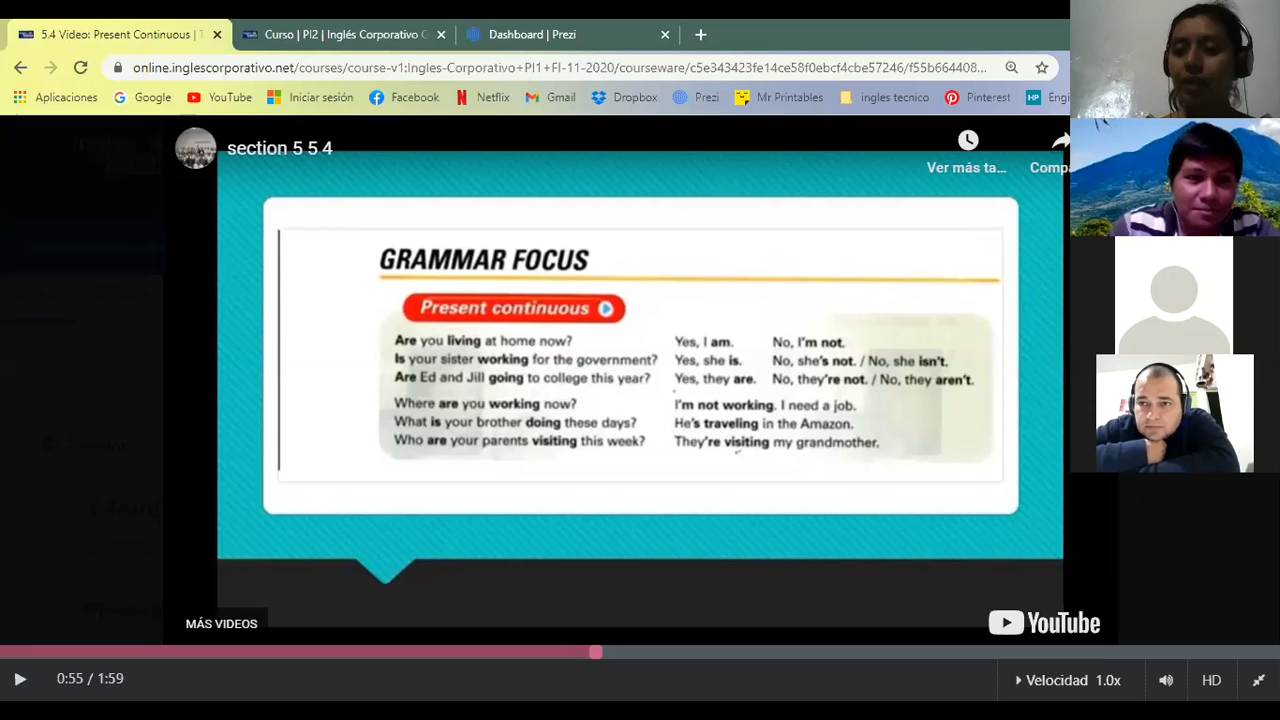 5.4 Video: Present Continuous |
Curso | PI2 | Inglés Corporativo
Dashboard | Prezi
online.inglescorporativo.net/courses/course-v1:Ingles-Corporativo+PI1+FI-11-2020/courseware/c5e343423fe14ce58f0ebcf4cbe57246/f55b664408...
Aplicaciones
Google
YouTube
Iniciar sesión
Facebook
Netflix
Gmail
Dropbox
Prezi
Mr Printables
ingles tecnico
Pinterest
HP
section 5 5 4
Ver más ta...
GRAMMAR FOCUS
Present continuous
Are you living at home now? Yes, I am. No, I'm not.
Is your sister working for the government? Yes, she is. No, she's not. / No, she isn't.
Are Ed and Jill going to college this year? Yes, they are. No, they're not. / No, they aren't.
Where are you working now? I'm not working. I need a job.
What is your brother doing these days? He's traveling in the Amazon.
Who are your parents visiting this week? They're visiting my grandmother.
MÁS VIDEOS
YouTube
0:55 / 1:59
Velocidad 1.0x
HD